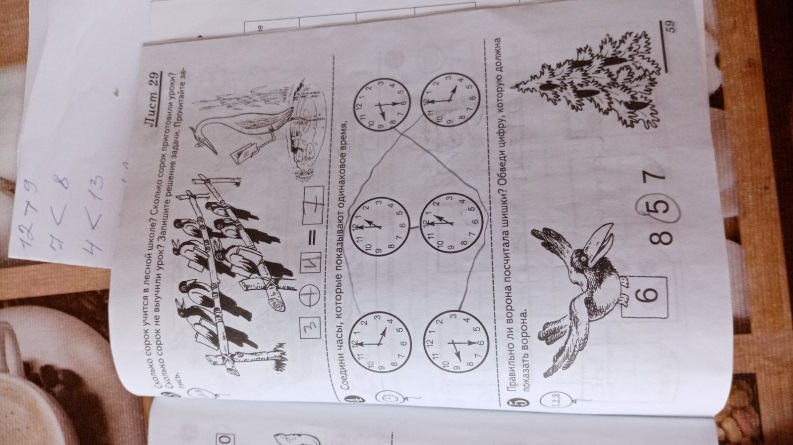 12 > 9
7 < 8
4 < 13
Лист 29
Сколько сорок учится в лесной школе? Сколько сорок приготовили уроки?
Сколько сорок не выучили урок? Запишите решение задачи. Прочитайте за-
пись.
3 + 4 = 7
Соедини часы, которые показывают одинаковое время.
5 Правильно ли ворона посчитала шишки? Обведи цифру, которую должна
показать ворона.
6
8 5 7
59